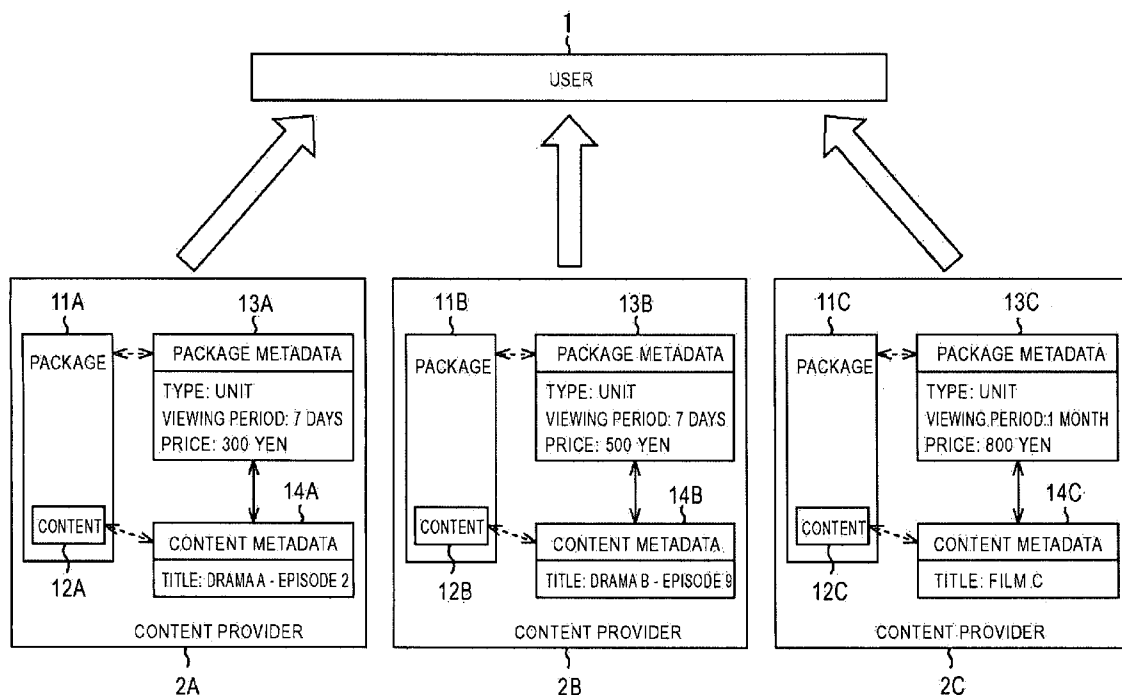 1
USER
11A
13A
PACKAGE
PACKAGE METADATA
TYPE: UNIT
VIEWING PERIOD: 7 DAYS
PRICE: 300 YEN
14A
CONTENT
CONTENT METADATA
TITLE: DRAMA A - EPISODE 2
12A
CONTENT PROVIDER
2A
11B
13B
PACKAGE
PACKAGE METADATA
TYPE: UNIT
VIEWING PERIOD: 7 DAYS
PRICE: 500 YEN
14B
CONTENT
CONTENT METADATA
TITLE: DRAMA B - EPISODE 9
12B
CONTENT PROVIDER
2B
11C
13C
PACKAGE
PACKAGE METADATA
TYPE: UNIT
VIEWING PERIOD: 1 MONTH
PRICE: 800 YEN
14C
CONTENT
CONTENT METADATA
TITLE: FILM C
12C
CONTENT PROVIDER
2C